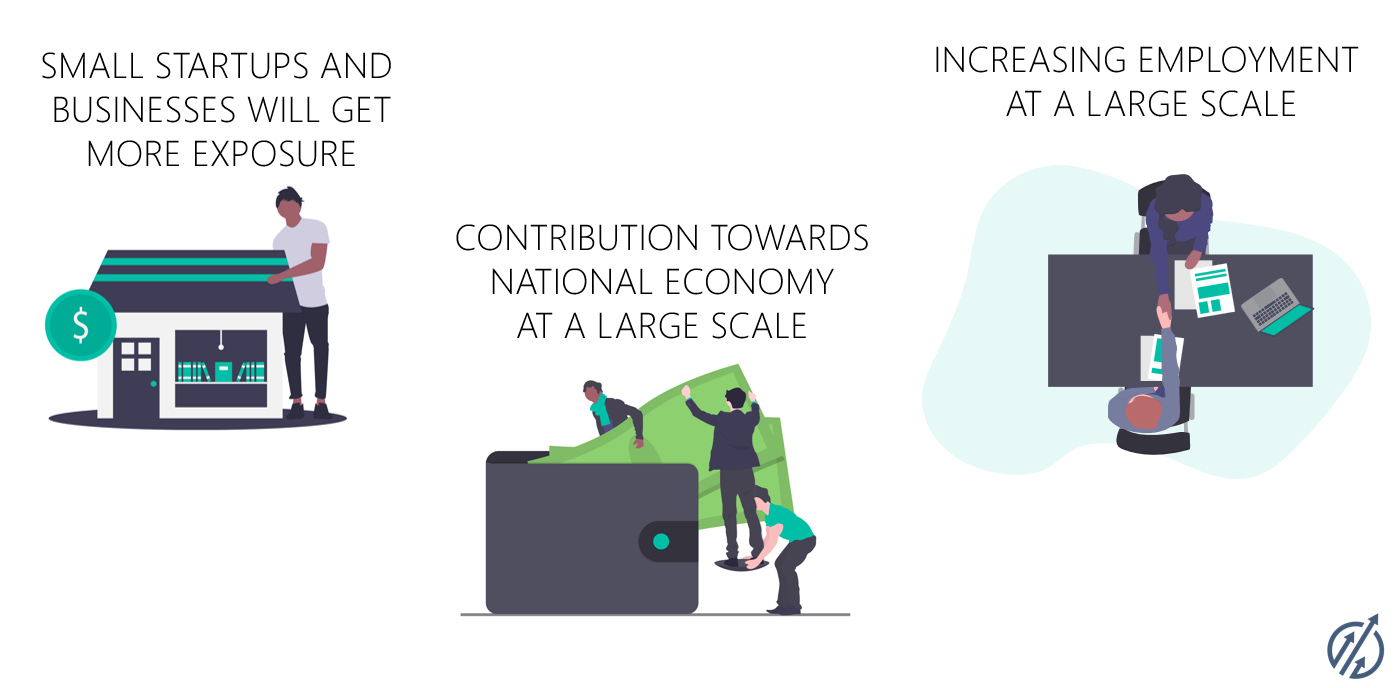 SMALL STARTUPS AND
BUSINESSES WILL GET
MORE EXPOSURE
$
CONTRIBUTION TOWARDS
NATIONAL ECONOMY
AT A LARGE SCALE
INCREASING EMPLOYMENT
AT A LARGE SCALE